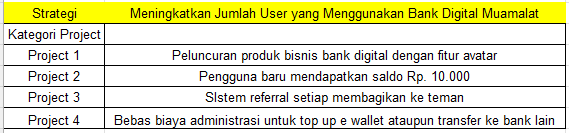 Strategi Meningkatkan Jumlah User yang Menggunakan Bank Digital Muamalat
Kategori Project
Project 1 Peluncuran produk bisnis bank digital dengan fitur avatar
Project 2 Pengguna baru mendapatkan saldo Rp. 10.000
Project 3 SIstem referral setiap membagikan ke teman
Project 4 Bebas biaya administrasi untuk top up e wallet ataupun transfer ke bank lain